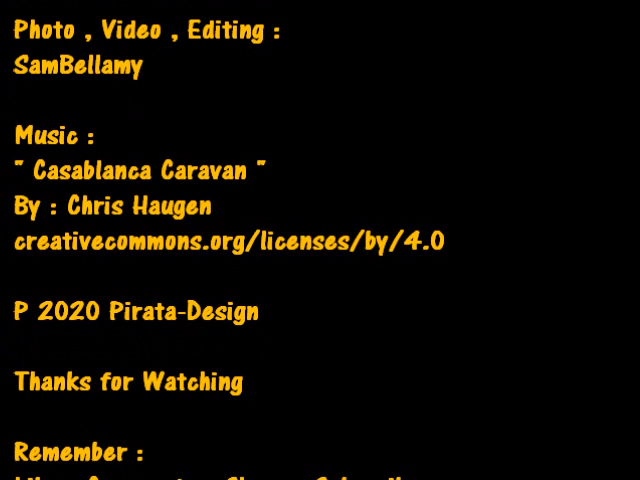 Photo , Video , Editing :
SamBellamy
Music :
" Casablanca Caravan "
By : Chris Haugen
creativecommons.org/licenses/by/4.0
P 2020 Pirata-Design
Thanks for Watching
Remember :